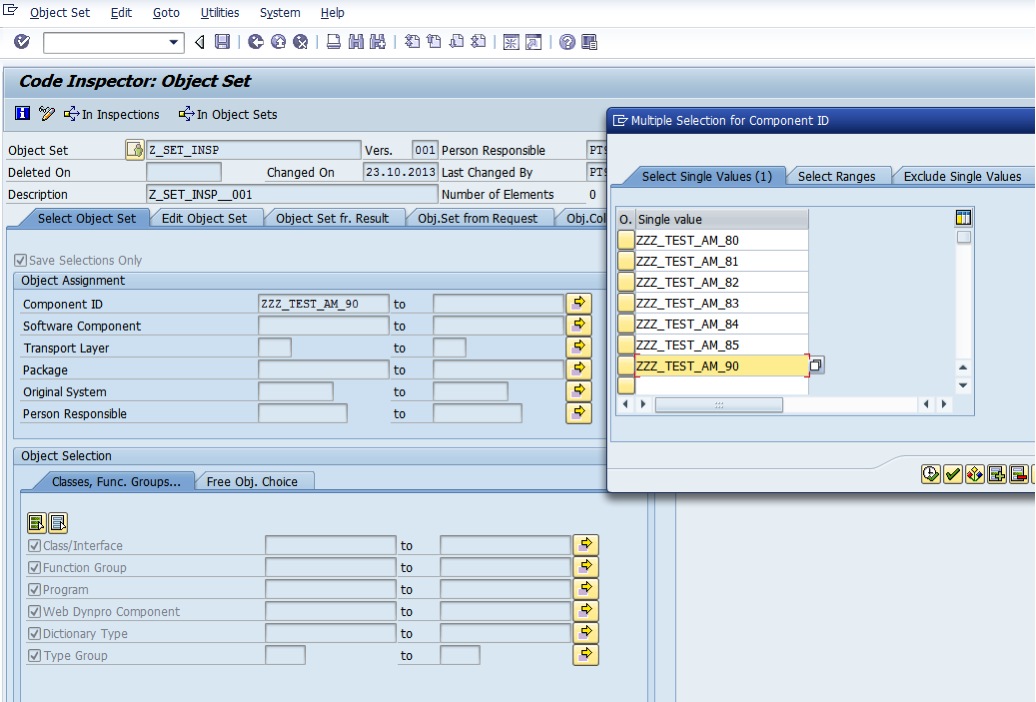 Object Set Edit Goto Utilities System Help
Code Inspector: Object Set
In Inspections In Object Sets
Object Set Z_SET_INSP Vers. 001 Person Responsible
Deleted On Changed On 23.10.2013 Last Changed By
Description Z_SET_INSP__001 Number of Elements 0
Select Object Set Edit Object Set Object Set fr. Result Obj.Set from Request
Save Selections Only
Object Assignment
Component ID ZZZ_TEST_AM_90 to
Software Component to
Transport Layer to
Package to
Original System to
Person Responsible to
Object Selection
Classes, Func. Groups... Free Obj. Choice
Class/Interface to
Function Group to
Program to
Web Dynpro Component to
Dictionary Type to
Type Group to
Multiple Selection for Component ID
Select Single Values (1) Select Ranges Exclude Single Values
O. Single value
ZZZ_TEST_AM_80
ZZZ_TEST_AM_81
ZZZ_TEST_AM_82
ZZZ_TEST_AM_83
ZZZ_TEST_AM_84
ZZZ_TEST_AM_85
ZZZ_TEST_AM_90